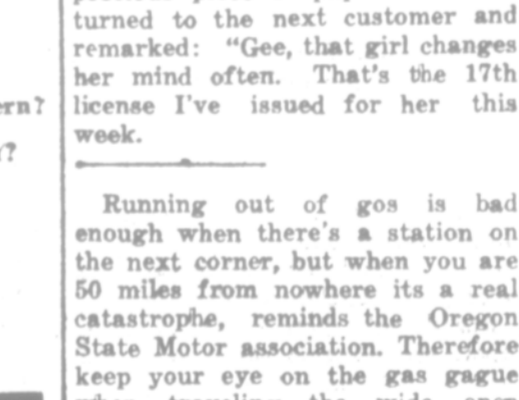 turned to the next customer and
remarked: "Gee, that girl changes
her mind often. That's the 17th
license I've issued for her this
week.
ern?
?
Running out of gos is bad
enough when there's a station on
the next corner, but when you are
50 miles from nowhere its a real
catastrophe, reminds the Oregon
State Motor association. Therefore
keep your eye on the gas gague